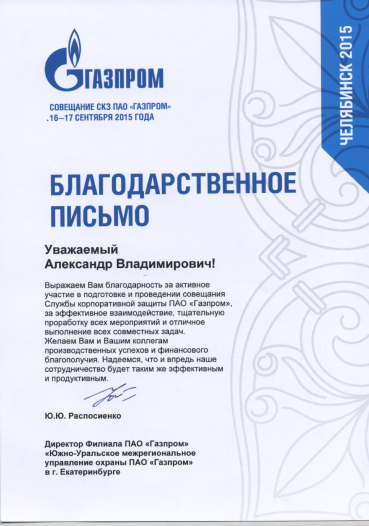 ГАЗПРОМ
СОВЕЩАНИЕ СКЗ ПАО «ГАЗПРОМ»
16–17 СЕНТЯБРЯ 2015 ГОДА
ЧЕЛЯБИНСК 2015
БЛАГОДАРСТВЕННОЕ
ПИСЬМО
Уважаемый
Александр Владимирович!
Выражаем Вам благодарность за активное
участие в подготовке и проведении совещания
Службы корпоративной защиты ПАО «Газпром»,
за эффективное взаимодействие, тщательную
проработку всех мероприятий и отличное
выполнение всех совместных задач.
Желаем Вам и Вашим коллегам
производственных успехов и финансового
благополучия. Надеемся, что и впредь наше
сотрудничество будет таким же эффективным
и продуктивным.
Ю.Ю. Распосиенко
Директор Филиала ПАО «Газпром»
«Южно-Уральское межрегиональное
управление охраны ПАО «Газпром»
в г. Екатеринбурге